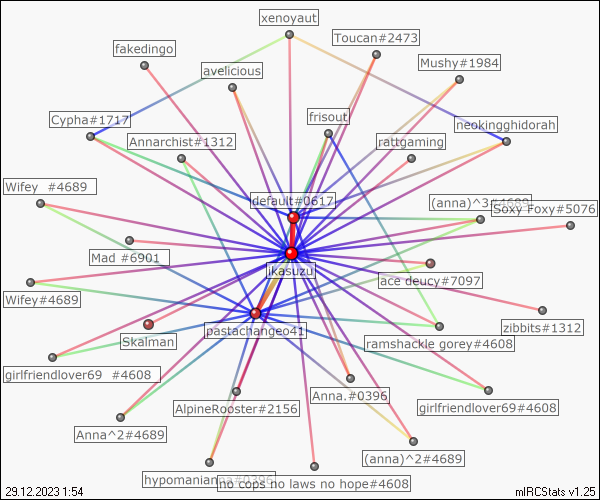 xenoyaut
Toucan#2473
fakedingo
Mushy#1984
avelicious
Cypha#1717
frisout
neokingghidorah
Annarchist#1312
rattgaming
Wifey #4689
default#0617
(anna)^3#4689
Soxy Foxy#5076
Mad #6901
jkasuzu
ace deucy#7097
Wifey#4689
pastachangeo41
zibbits#1312
Skalman
ramshackle gorey#4608
girlfriendlover69 #4608
Anna.#0396
AlpineRooster#2156
girlfriendlover69#4608
Anna^2#4689
(anna)^2#4689
no cops no laws no hope#4608
29.12.2023 1:54
mIRCStats v1.25